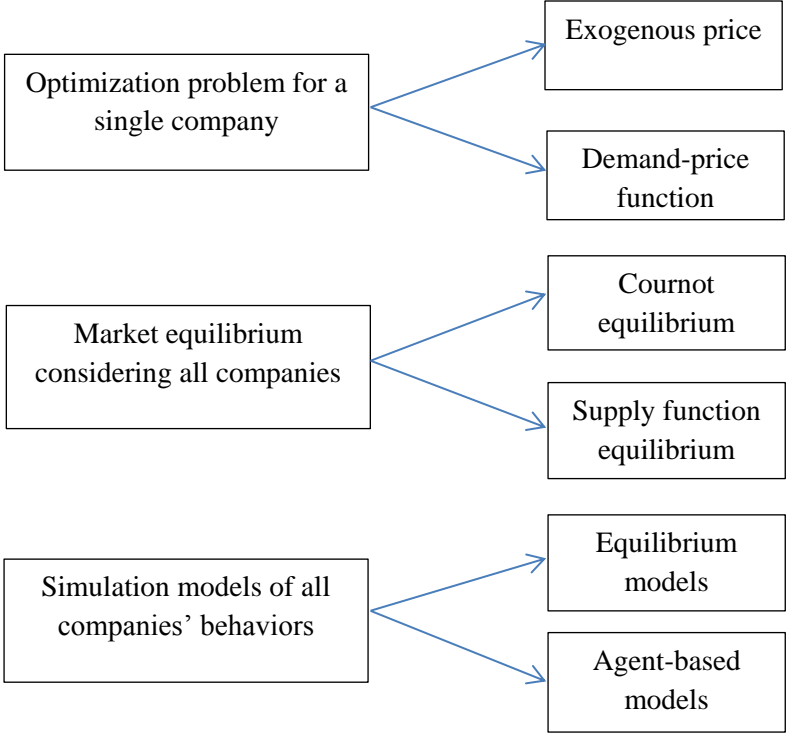 Optimization problem for a
single company
Exogenous price
Demand-price
function
Market equilibrium
considering all companies
Cournot
equilibrium
Supply function
equilibrium
Simulation models of all
companies’ behaviors
Equilibrium
models
Agent-based
models